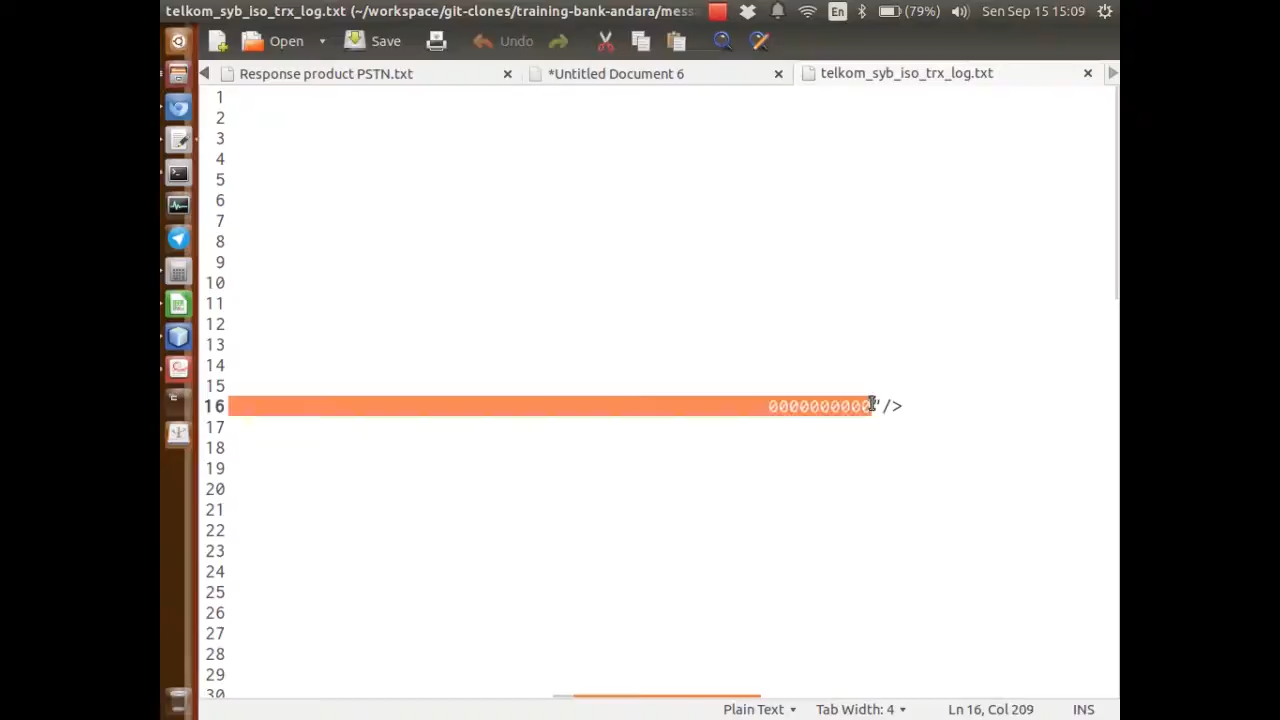 telkom_syb_iso_trx_log.txt (~/workspace/git-clones/training-bank-andara/mess
En
(79%)
Sen Sep 15 15:09
Open
Save
Undo
Response product PSTN.txt
*Untitled Document 6
telkom_syb_iso_trx_log.txt
1
2
3
4
5
6
7
8
9
10
11
12
13
14
15
16 0000000000"/>
17
18
19
20
21
22
23
24
25
26
27
28
29
30
Plain Text
Tab Width: 4
Ln 16, Col 209
INS